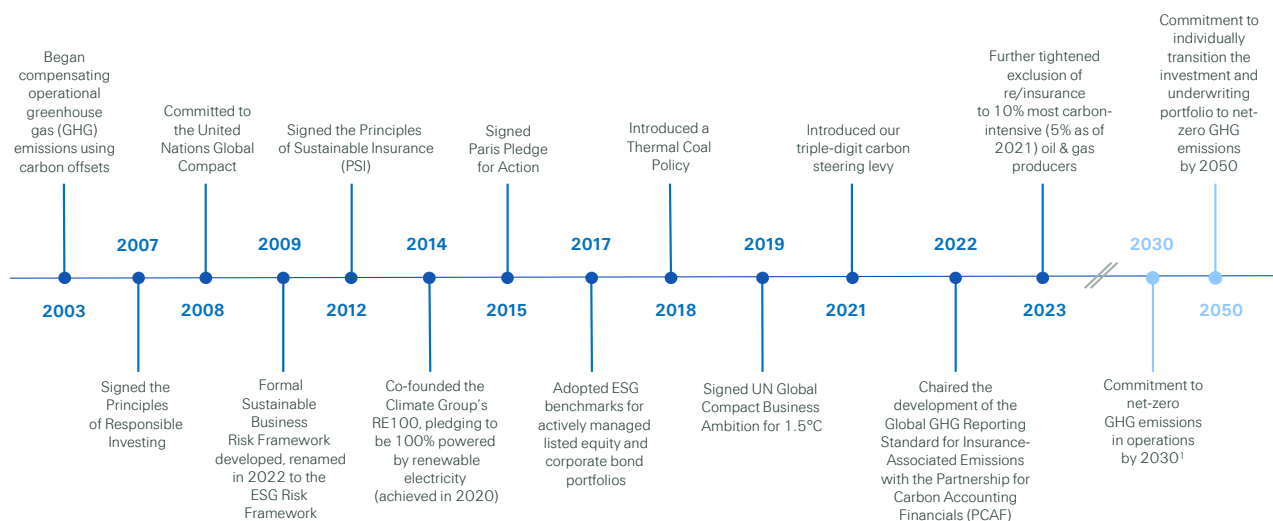 Began
compensating
operational
greenhouse
gas (GHG)
emissions using
carbon offsets
2003
2007
Signed the
Principles
of Responsible
Investing
Committed to
the United
Nations Global
Compact
2008
2009
Formal
Sustainable
Business
Risk Framework
developed, renamed
in 2022 to the
ESG Risk
Framework
Signed the Principles
of Sustainable Insurance
(PSI)
2012
2014
Co-founded the
Climate Group's
RE100, pledging to
be 100% powered
by renewable
electricity
(achieved in 2020)
Signed
Paris Pledge
for Action
2015
2017
Adopted ESG
benchmarks for
actively managed
listed equity and
corporate bond
portfolios
Introduced a
Thermal Coal
Policy
2018
2019
Signed UN Global
Compact Business
Ambition for 1.5°C
Introduced our
triple-digit carbon
steering levy
2021
2022
Chaired the
development of the
Global GHG Reporting
Standard for Insurance-
Associated Emissions
with the Partnership for
Carbon Accounting
Financials (PCAF)
Further tightened
exclusion of
re/insurance
to 10% most carbon-
intensive (5% as of
2021) oil & gas
producers
2023
2030
Commitment to
net-zero
GHG emissions
in operations
by 2030¹
Commitment to
individually
transition the
investment and
underwriting
portfolio to net-
zero GHG
emissions
by 2050
2050